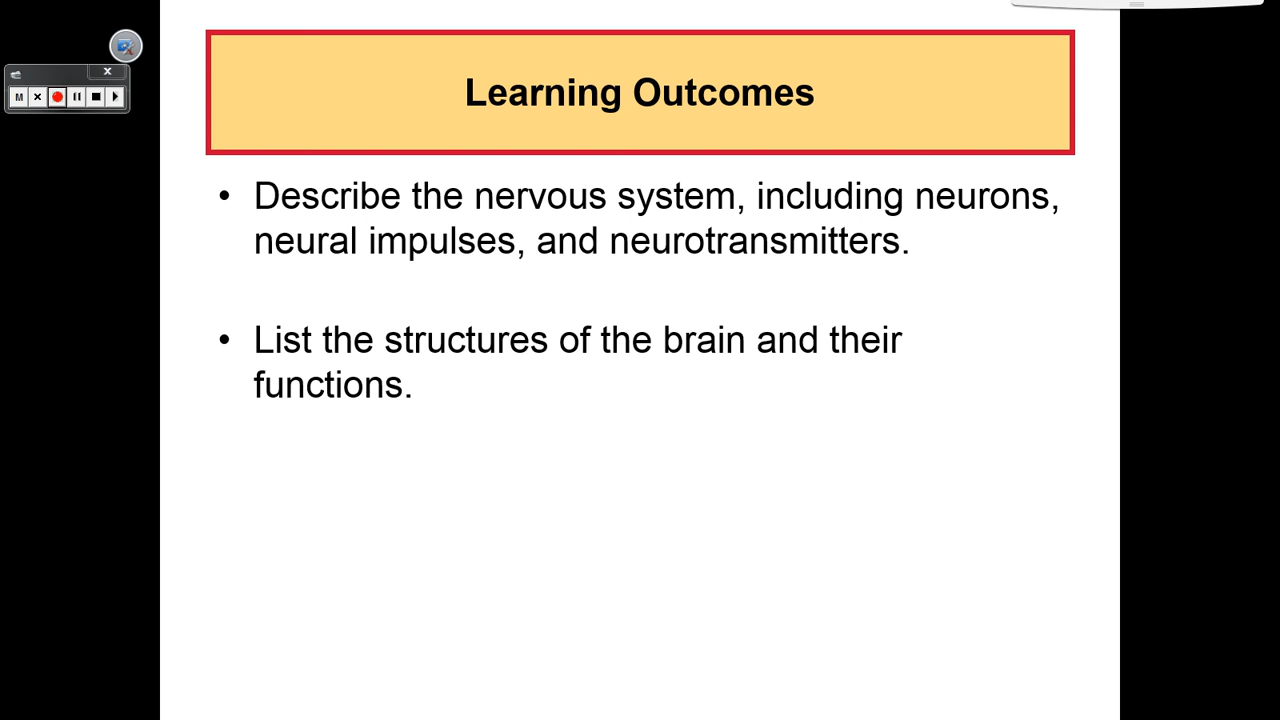 Learning Outcomes
• Describe the nervous system, including neurons,
neural impulses, and neurotransmitters.
• List the structures of the brain and their
functions.
M